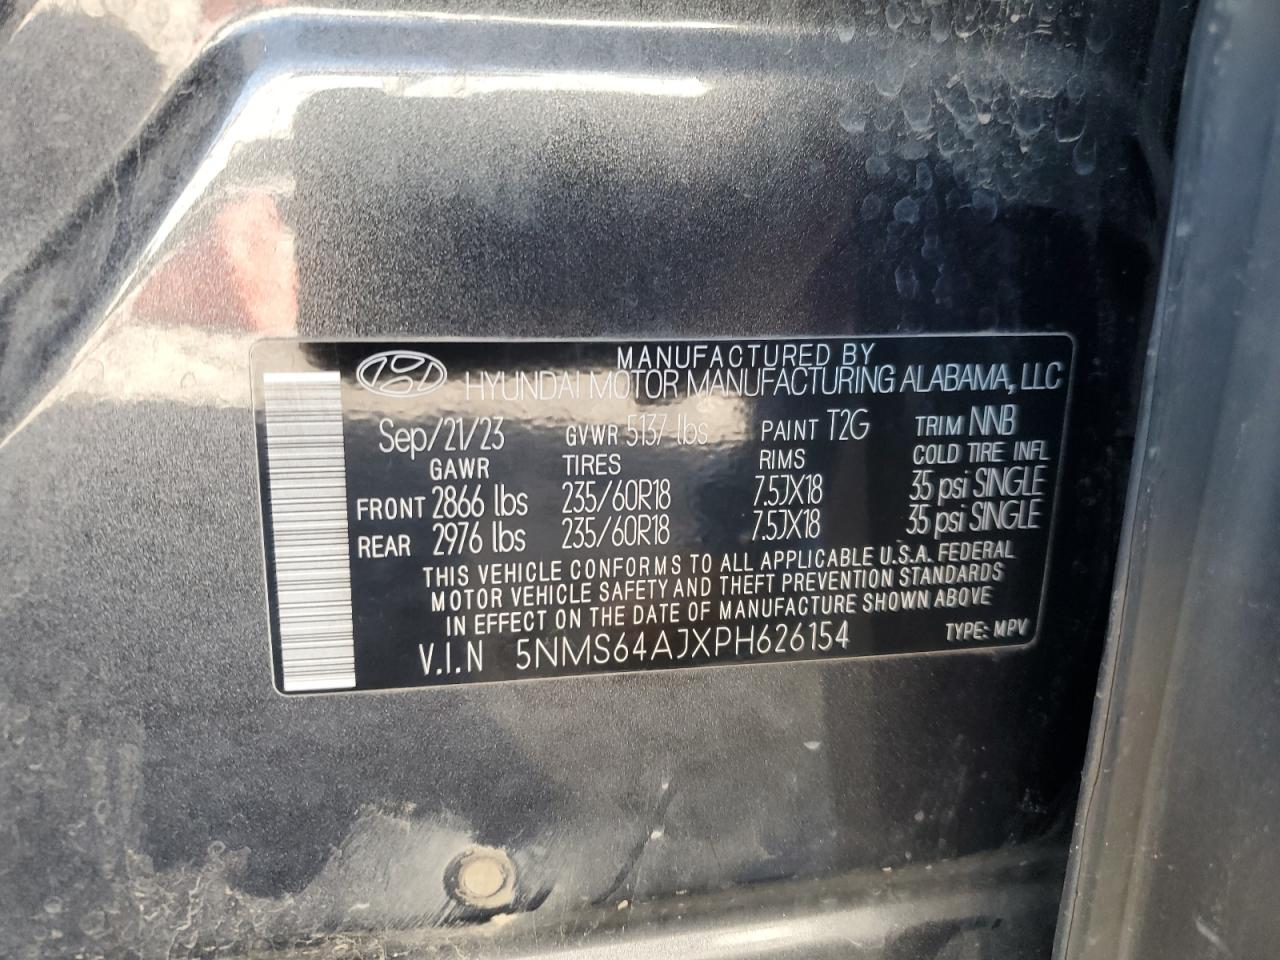 MANUFACTURED BY
HYUNDAI MOTOR MANUFACTURING ALABAMA, LLC
Sep/21/23 GVWR 5137 lbs PAINT T2G TRIM NNB
GAWR TIRES RIMS COLD TIRE INFL
FRONT 2866 lbs 235/60R18 7.5JX18 35 psi SINGLE
REAR 2976 lbs 235/60R18 7.5JX18 35 psi SINGLE
THIS VEHICLE CONFORMS TO ALL APPLICABLE U.S.A. FEDERAL
MOTOR VEHICLE SAFETY AND THEFT PREVENTION STANDARDS
IN EFFECT ON THE DATE OF MANUFACTURE SHOWN ABOVE
V.I.N 5NMS64AJXPH626154 TYPE: MPV